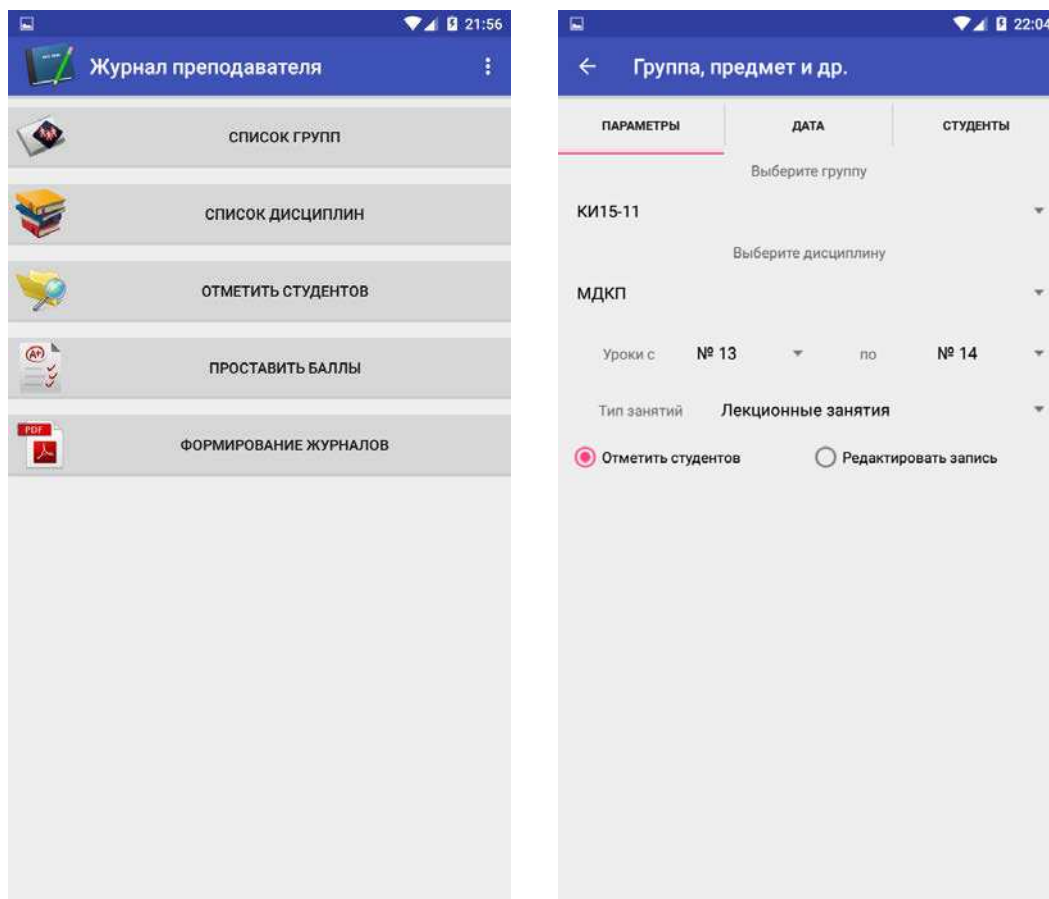 21:56
Журнал преподавателя
СПИСОК ГРУПП
СПИСОК ДИСЦИПЛИН
ОТМЕТИТЬ СТУДЕНТОВ
A+
ПРОСТАВИТЬ БАЛЛЫ
PDF
ФОРМИРОВАНИЕ ЖУРНАЛОВ
22:04
Группа, предмет и др.
ПАРАМЕТРЫ ДАТА СТУДЕНТЫ
Выберите группу
КИ15-11
Выберите дисциплину
МДКП
Уроки с № 13 по № 14
Тип занятий Лекционные занятия
Отметить студентов Редактировать запись